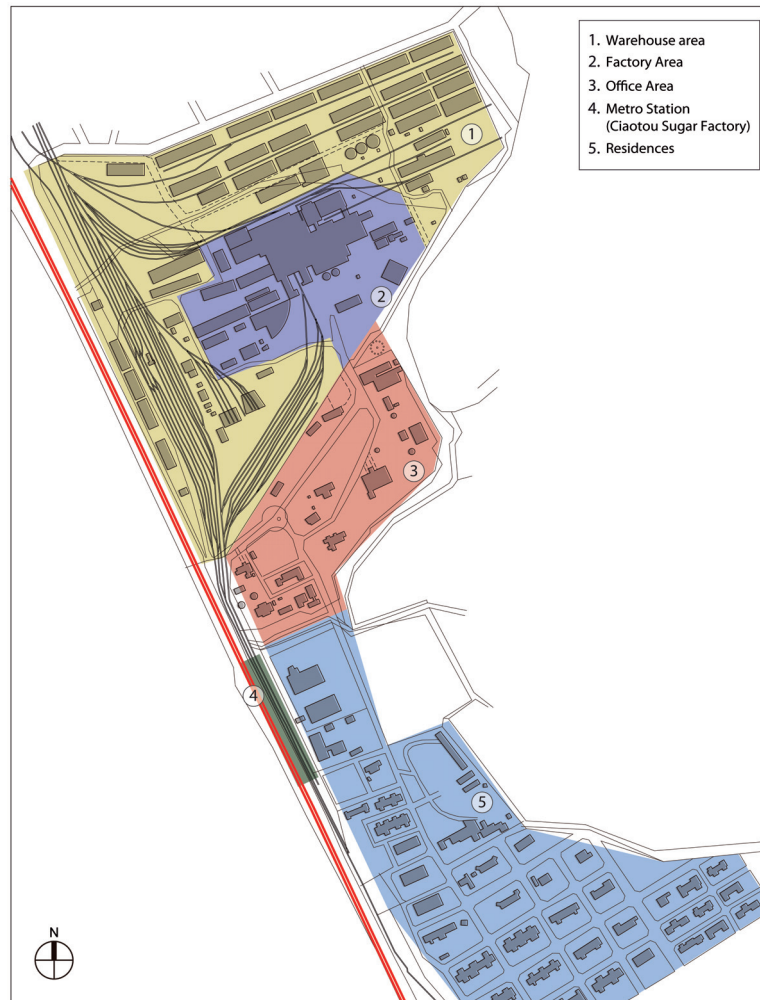 1. Warehouse area
2. Factory Area
3. Office Area
4. Metro Station
(Ciaotou Sugar Factory)
5. Residences
1
2
3
4
5
N